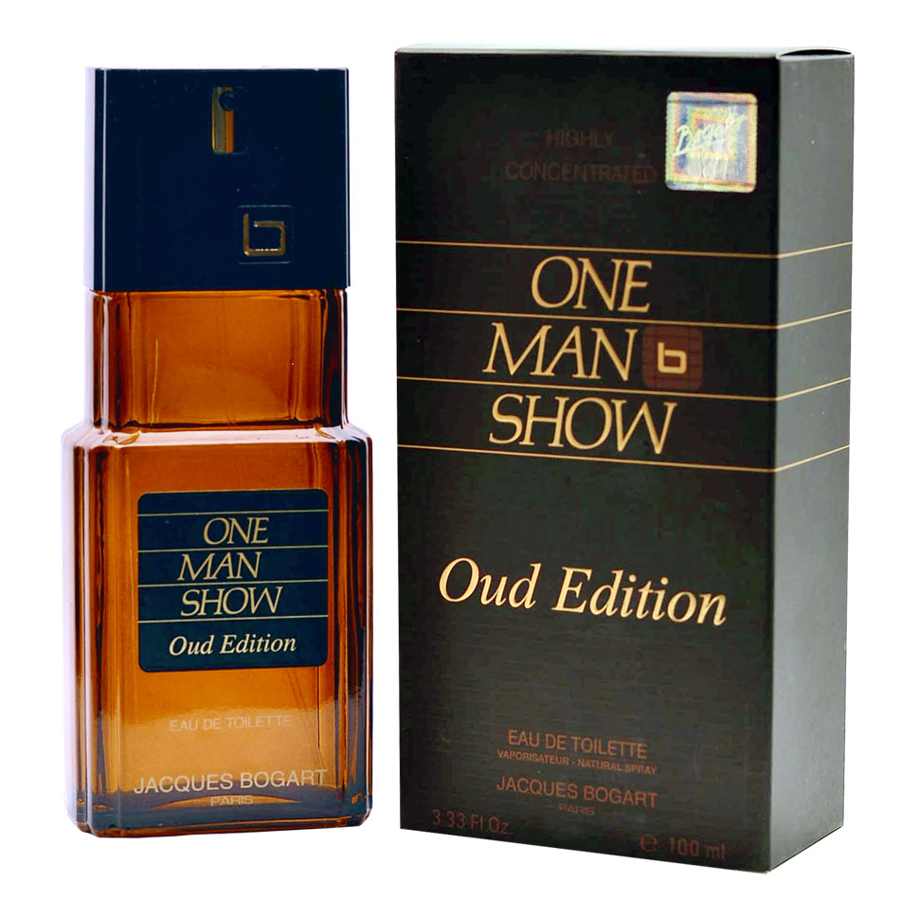 b
ONE
MAN
SHOW
Oud Edition
EAU DE TOILETTE
JACQUES BOGART
PARIS
HIGHLY
CONCENTRATED
Bogart
ONE
MAN b
SHOW
Oud Edition
EAU DE TOILETTE
VAPORISATEUR - NATURAL SPRAY
JACQUES BOGART
PARIS
3.33 Fl Oz
e 100 ml